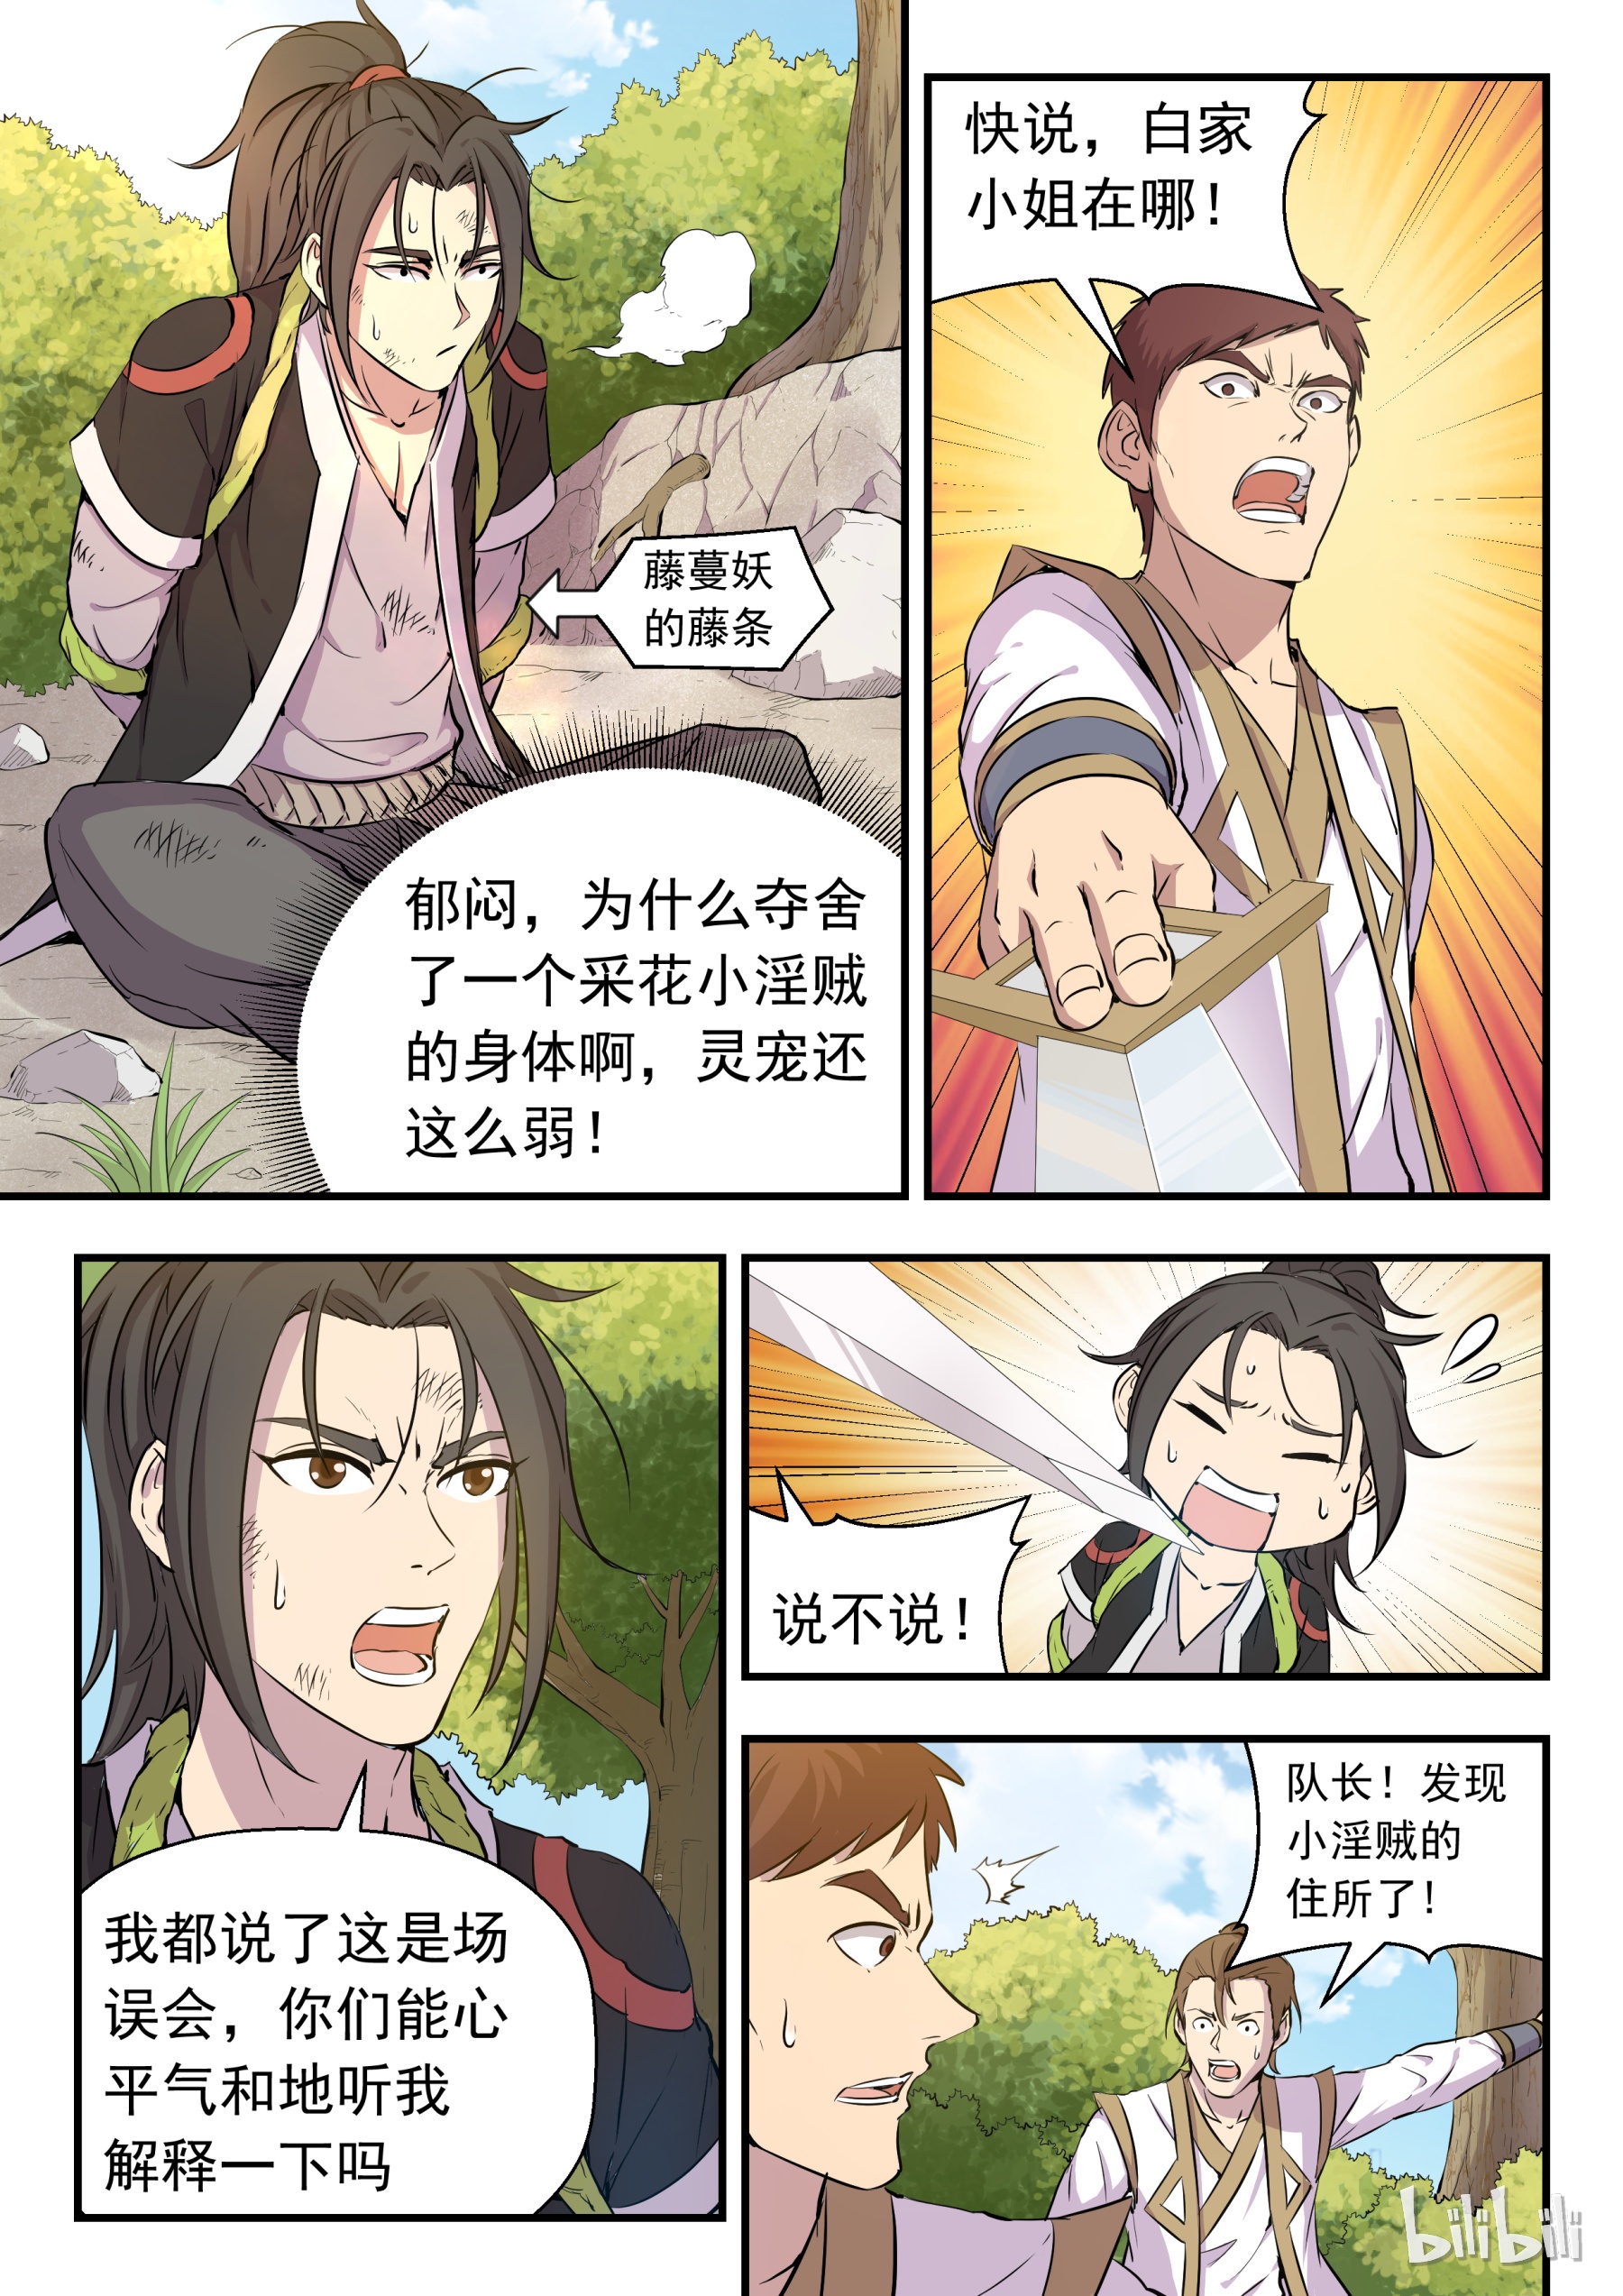 藤蔓妖
的藤条
郁闷，为什么夺舍
了一个采花小淫贼
的身体啊，灵宠还
这么弱！
快说，白家
小姐在哪！
我都说了这是场
误会，你们能心
平气和地听我
解释一下吗
说不说！
队长！发现
小淫贼的
住所了！
bilibili